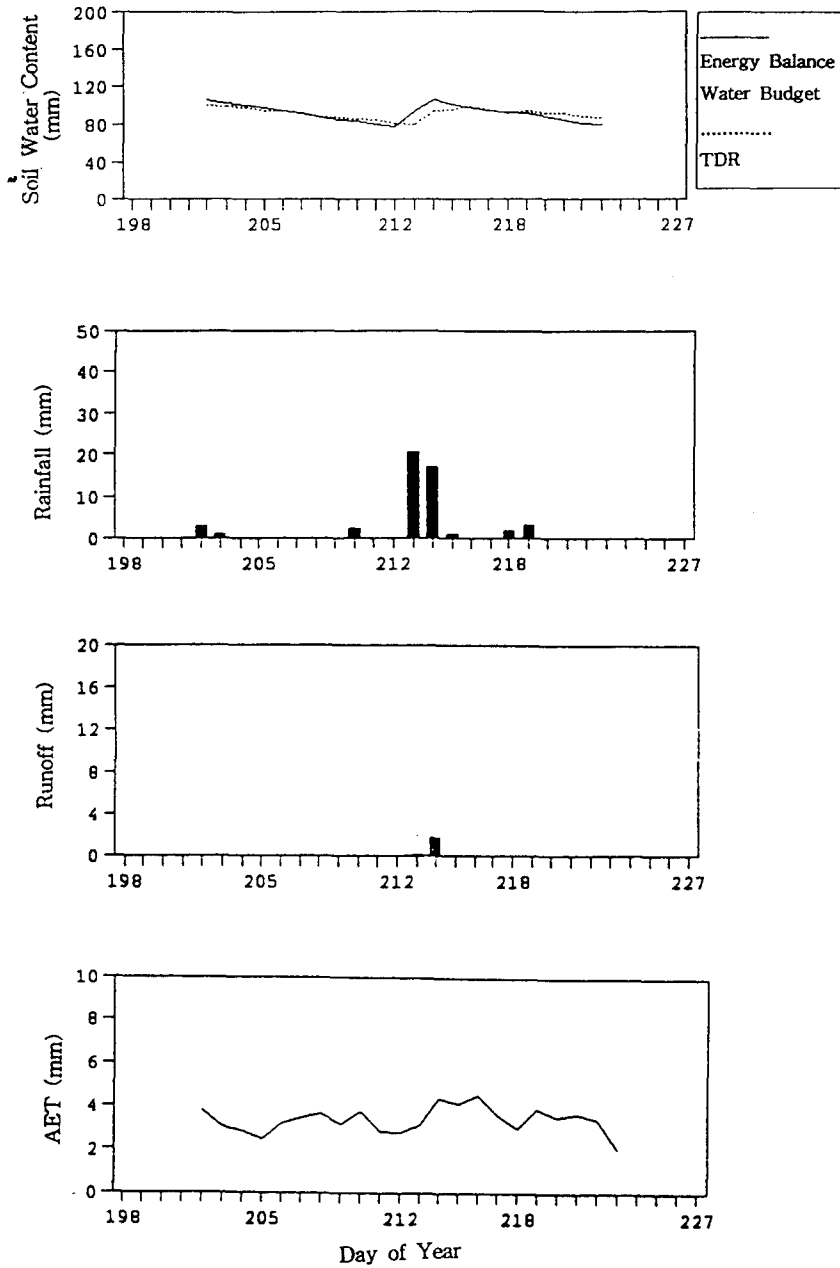 200
160
120
80
40
0
Soil Water Content
(mm)
198 205 212 218 227
Energy Balance
Water Budget
TDR
50
40
30
20
10
0
Rainfall (mm)
198 205 212 218 227
20
16
12
8
4
0
Runoff (mm)
198 205 212 218 227
10
8
6
4
2
0
AET (mm)
198 205 212 218 227
Day of Year